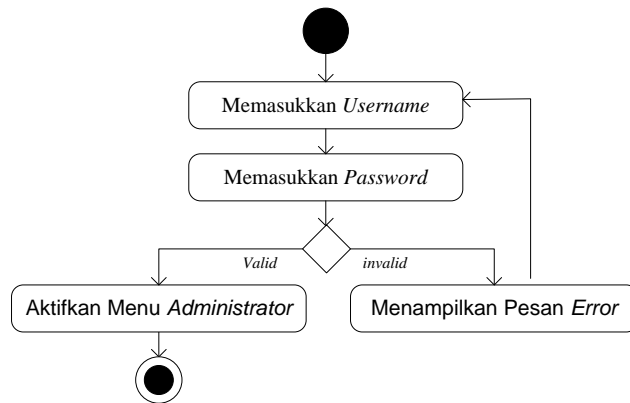 Memasukkan Username
Memasukkan Password
Valid
invalid
Aktifkan Menu Administrator
Menampilkan Pesan Error